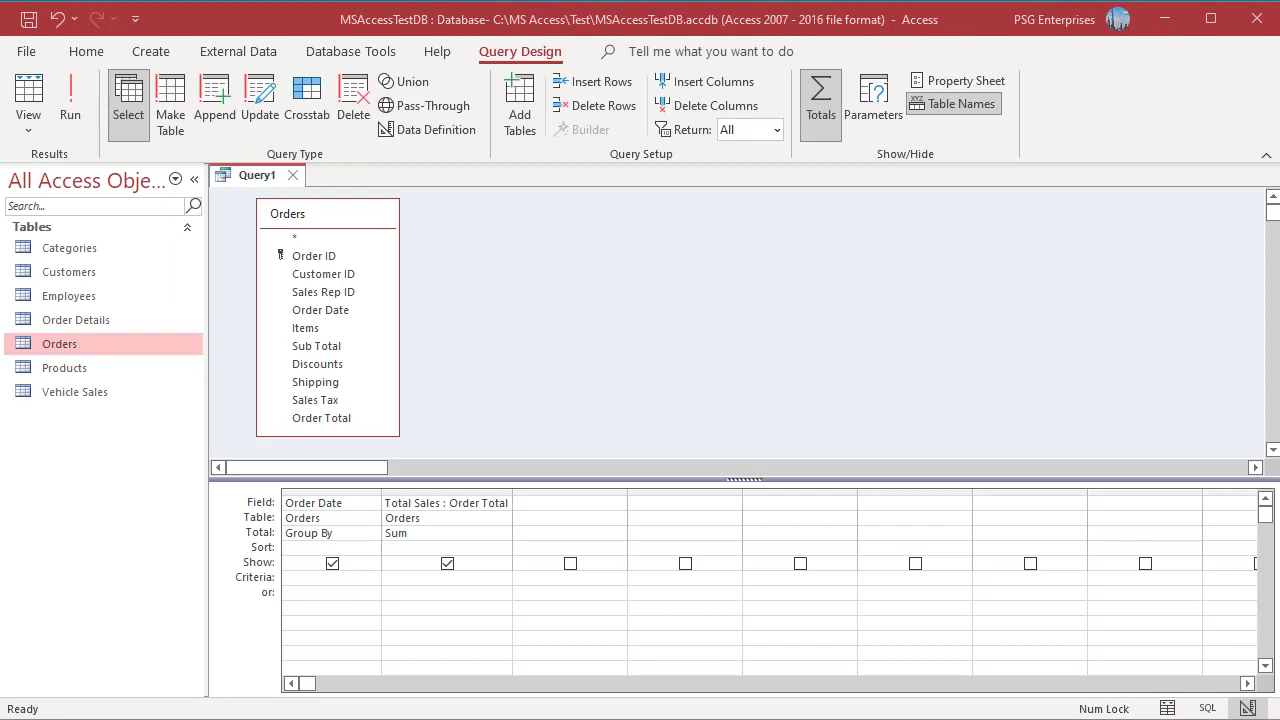 MSAccessTestDB : Database- C:\MS Access\Test\MSAccessTestDB.accdb (Access 2007 - 2016 file format) - Access
PSG Enterprises
File Home Create External Data Database Tools Help Query Design Tell me what you want to do
View
Run
Results
Select
Make
Table
Append
Update
Crosstab
Delete
Union
Pass-Through
Data Definition
Query Type
Add
Tables
Insert Rows
Delete Rows
Builder
Insert Columns
Delete Columns
Return: All
Query Setup
Totals
Parameters
Property Sheet
XYZ Table Names
Show/Hide
All Access Obje...
Search...
Tables
Categories
Customers
Employees
Order Details
Orders
Products
Vehicle Sales
Query1
Orders
*
Order ID
Customer ID
Sales Rep ID
Order Date
Items
Sub Total
Discounts
Shipping
Sales Tax
Order Total
Field: Order Date Total Sales : Order Total
Table: Orders Orders
Total: Group By Sum
Sort:
Show:
Criteria:
or:
Ready
Num Lock
SQL